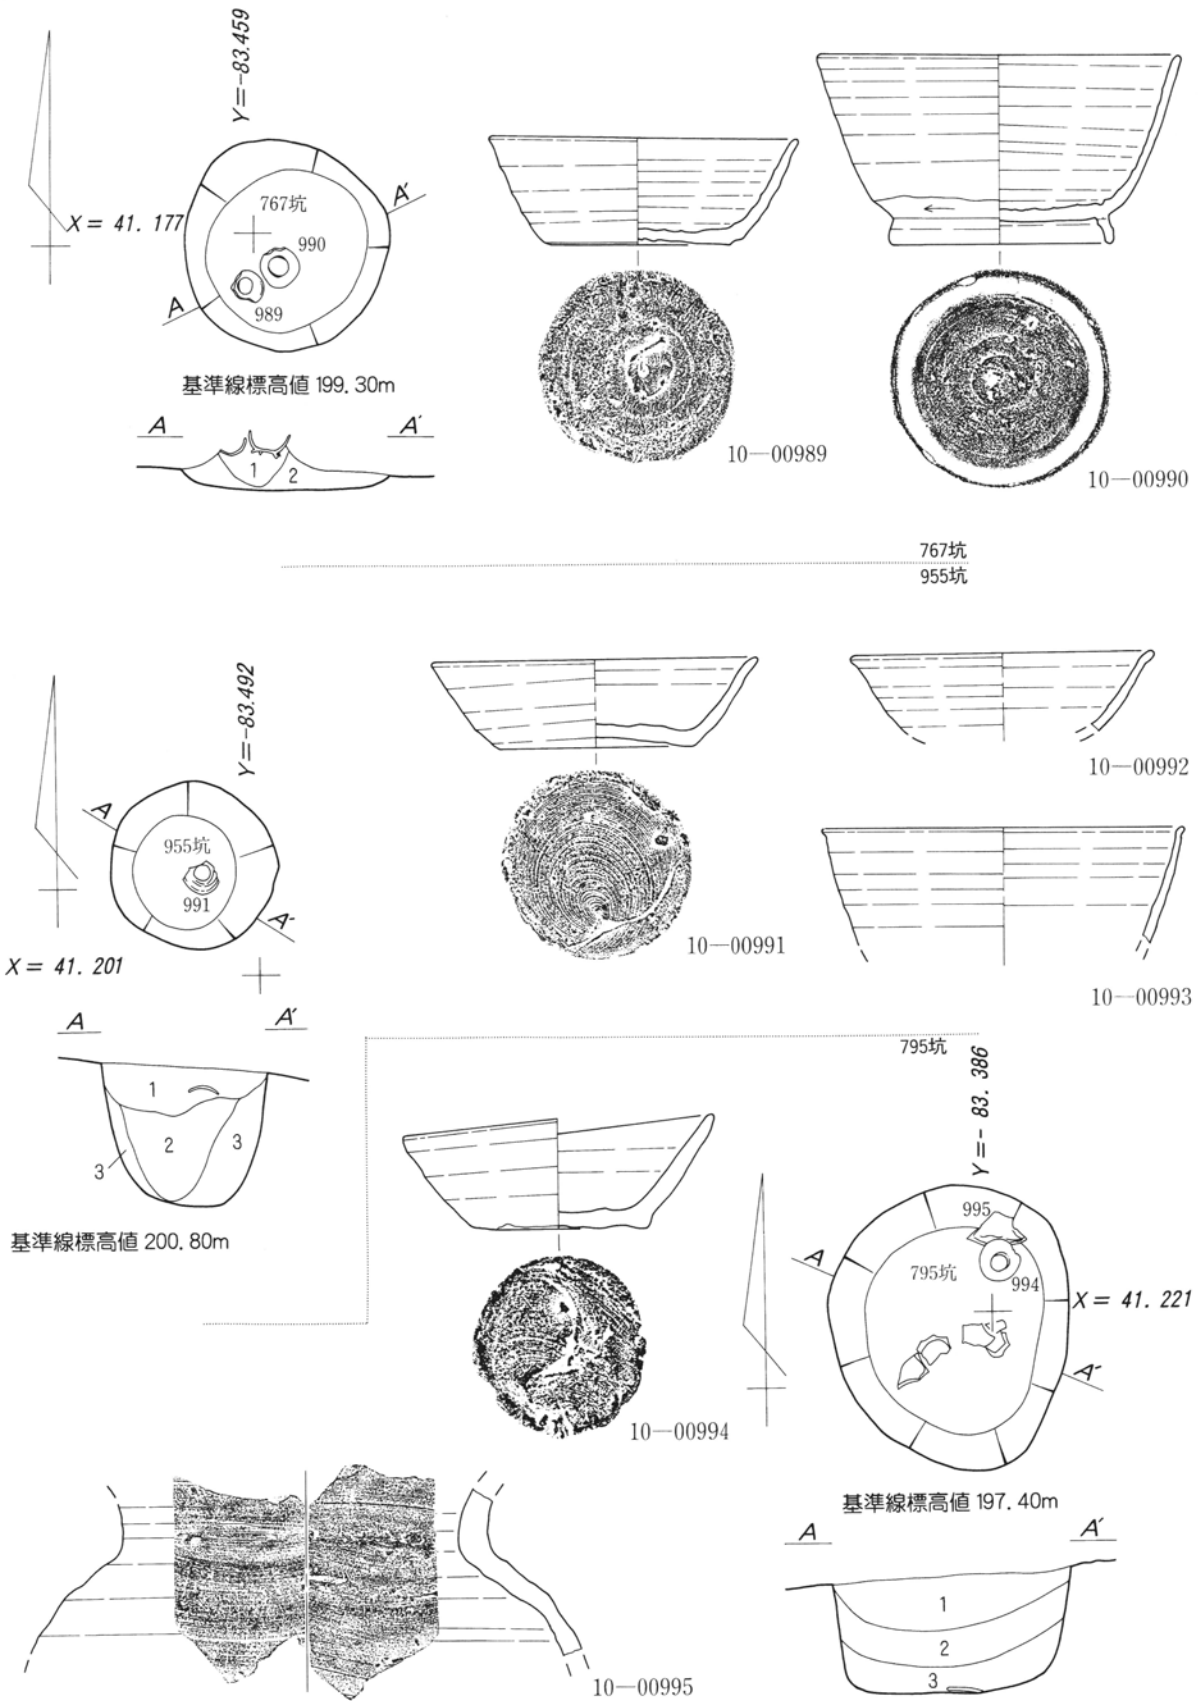 Y=-83.459
X = 41. 177
767坑
990
989
A
A'
基準線標高値 199. 30m
A
A'
1
2
10—00989
10—00990
767坑
955坑
Y=-83.492
955坑
991
A
A'
X = 41. 201
A
A'
1
2
3
3
基準線標高値 200. 80m
10—00991
10—00992
10—00993
795坑
Y=- 83. 386
995
994
795坑
X = 41. 221
A
A'
10—00994
基準線標高値 197. 40m
A
A'
1
2
3
10—00995